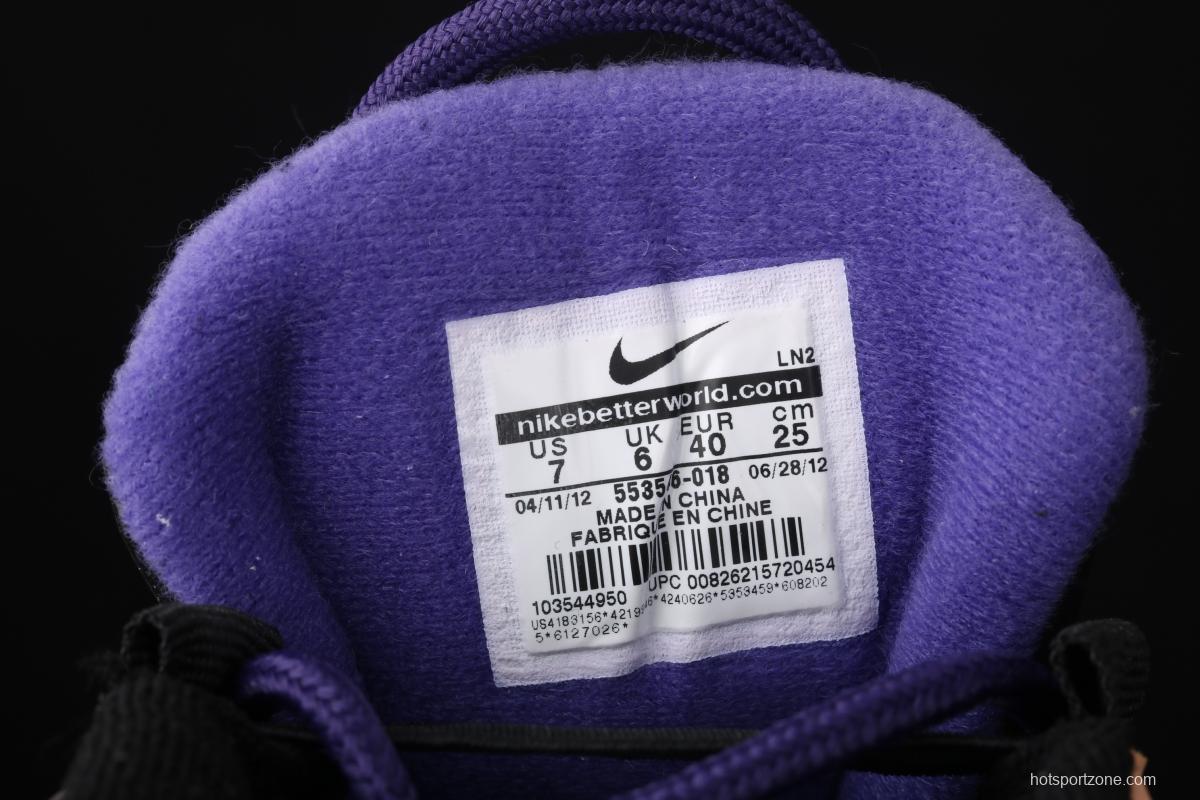 LN2
nikebetterworld.com
US UK EUR cm
7 6 40 25
04/11/12 06/28/12
MADE IN CHINA
FABRIQUE EN CHINE
UPC 00826215720454
103544950
5*6127026*
hotsportzone.com